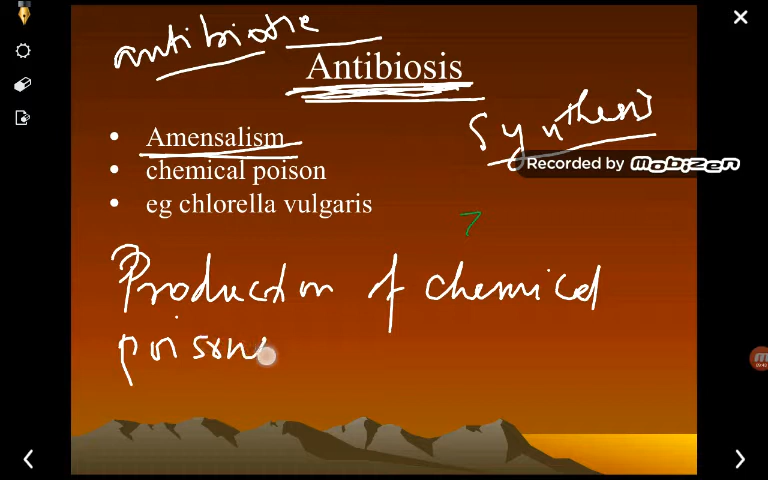 antibiotic
Antibiosis
Synthesis
• Amensalism
Recorded by mobizen
• chemical poison
• eg chlorella vulgaris
Production of chemical
poisons